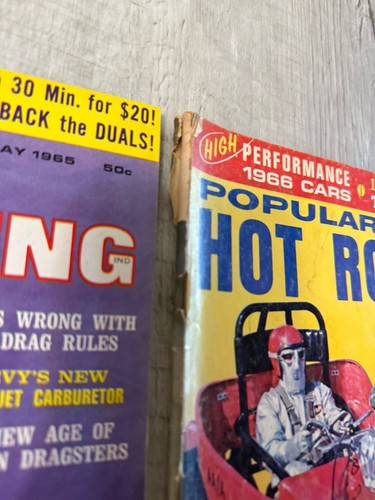 30 Min. for $20!
BACK the DUALS!
AY 1965 50c
NG
IND
WRONG WITH
DRAG RULES
VY'S NEW
JET CARBURETOR
NEW AGE OF
DRAGSTERS
HIGH PERFORMANCE
1966 CARS
POPULAR
HOT RO